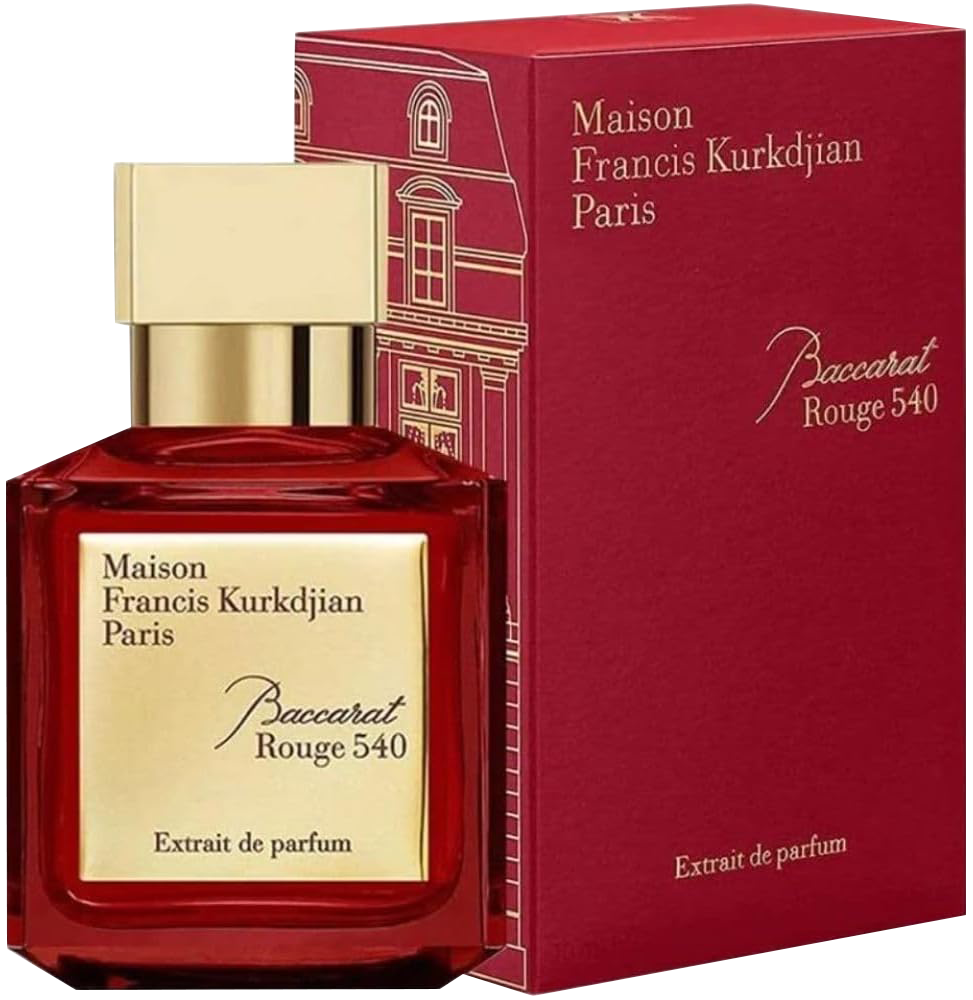 Maison
Francis Kurkdjian
Paris
Baccarat
Rouge 540
Extrait de parfum
Maison
Francis Kurkdjian
Paris
Baccarat
Rouge 540
Extrait de parfum